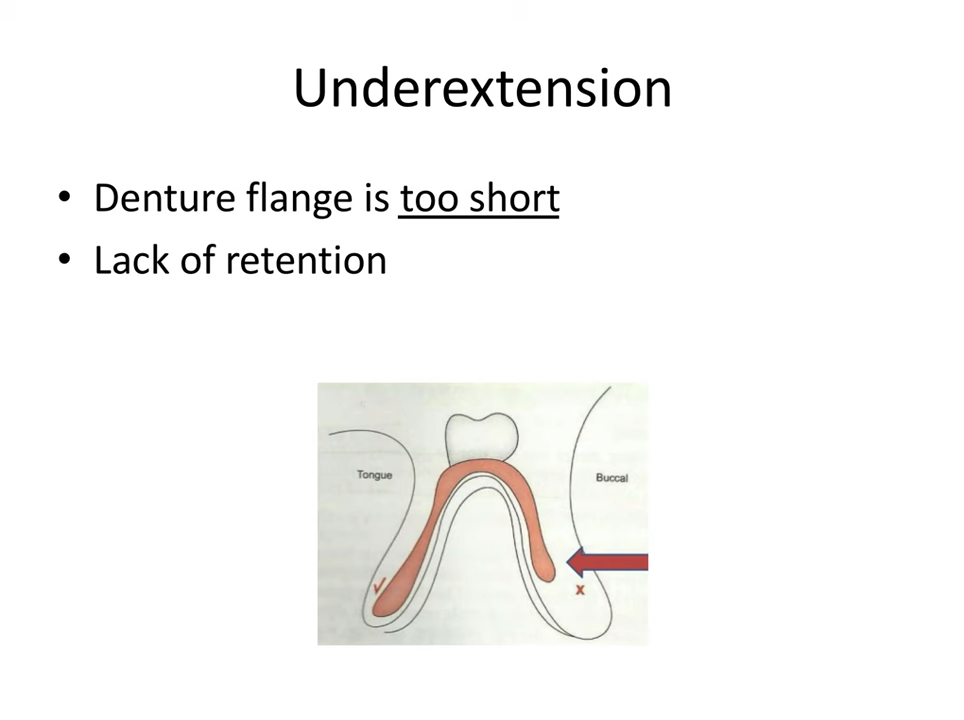 Underextension
• Denture flange is too short
• Lack of retention
Tongue
Buccal
x